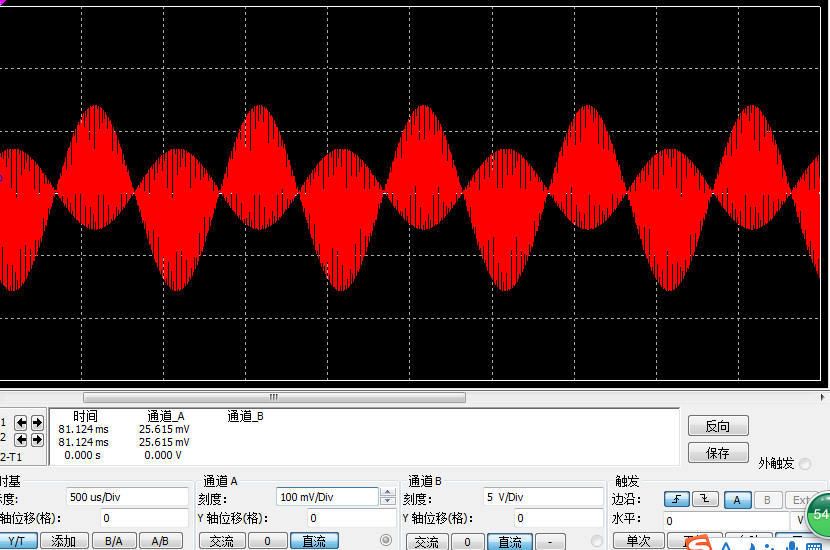 时间 通道_A 通道_B
1
81.124 ms 25.615 mV
2
81.124 ms 25.615 mV
2-T1 0.000 s 0.000 V
反向
保存
外触发
时基 通道 A 通道 B 触发
度: 500 us/Div 刻度: 100 mV/Div 刻度: 5 V/Div 边沿: A B Ext
轴位移(格): 0 Y 轴位移(格): 0 Y 轴位移(格): 0 水平: 0 V
Y/T 添加 B/A A/B 交流 0 直流 交流 0 直流 - 单次
54